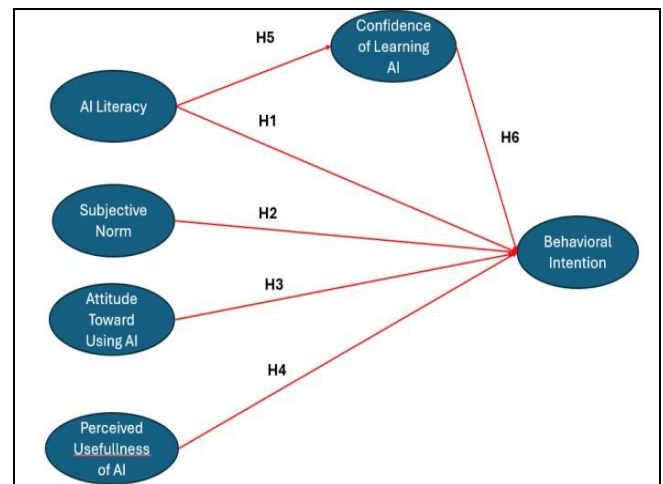 Confidence
of Learning
AI
H5
AI Literacy
H1
H6
Subjective
Norm
H2
Behavioral
Intention
H3
Attitude
Toward
Using AI
H4
Perceived
Usefullness
of AI